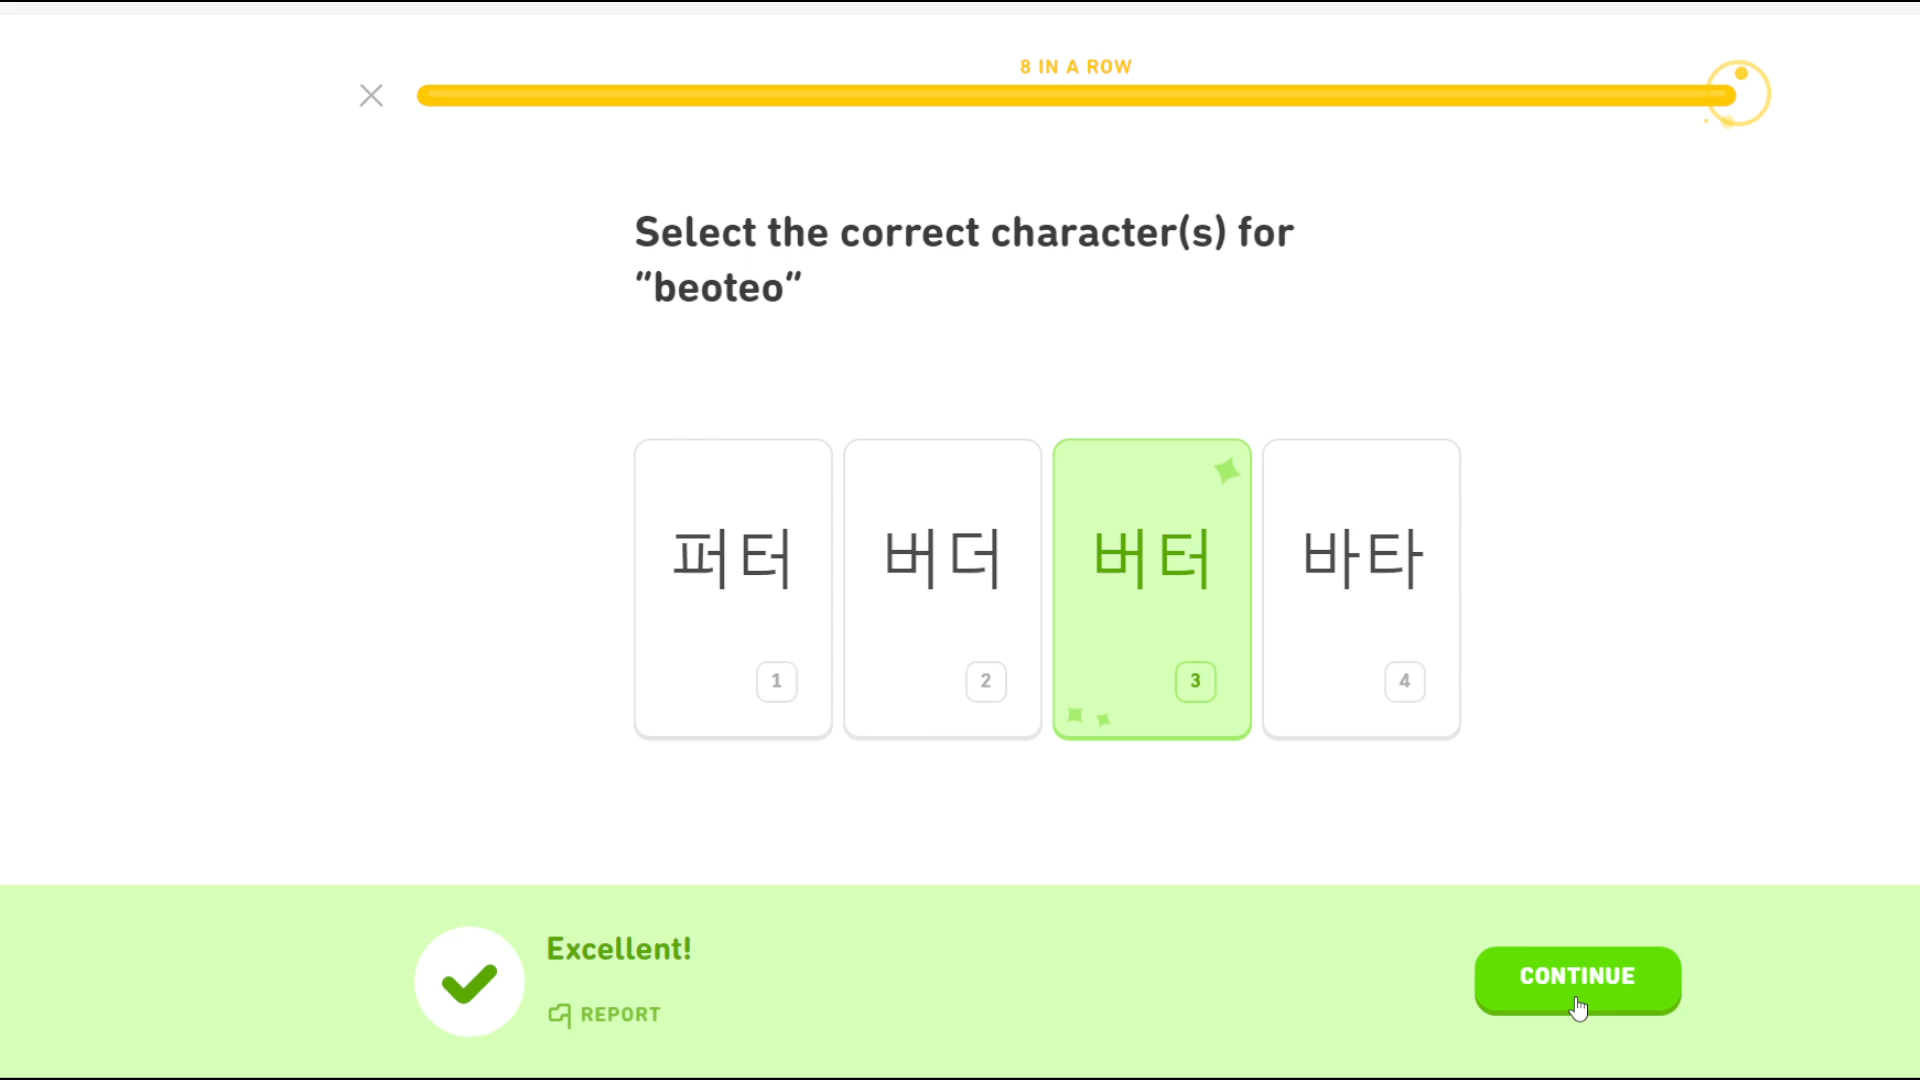 8 IN A ROW
Select the correct character(s) for
“beoteo”
퍼터
버더
버터
바타
1
2
3
4
Excellent!
REPORT
CONTINUE